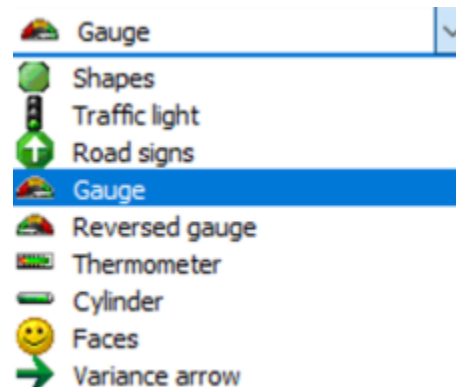 Gauge
Shapes
Traffic light
Road signs
Gauge
Reversed gauge
Thermometer
Cylinder
Faces
Variance arrow